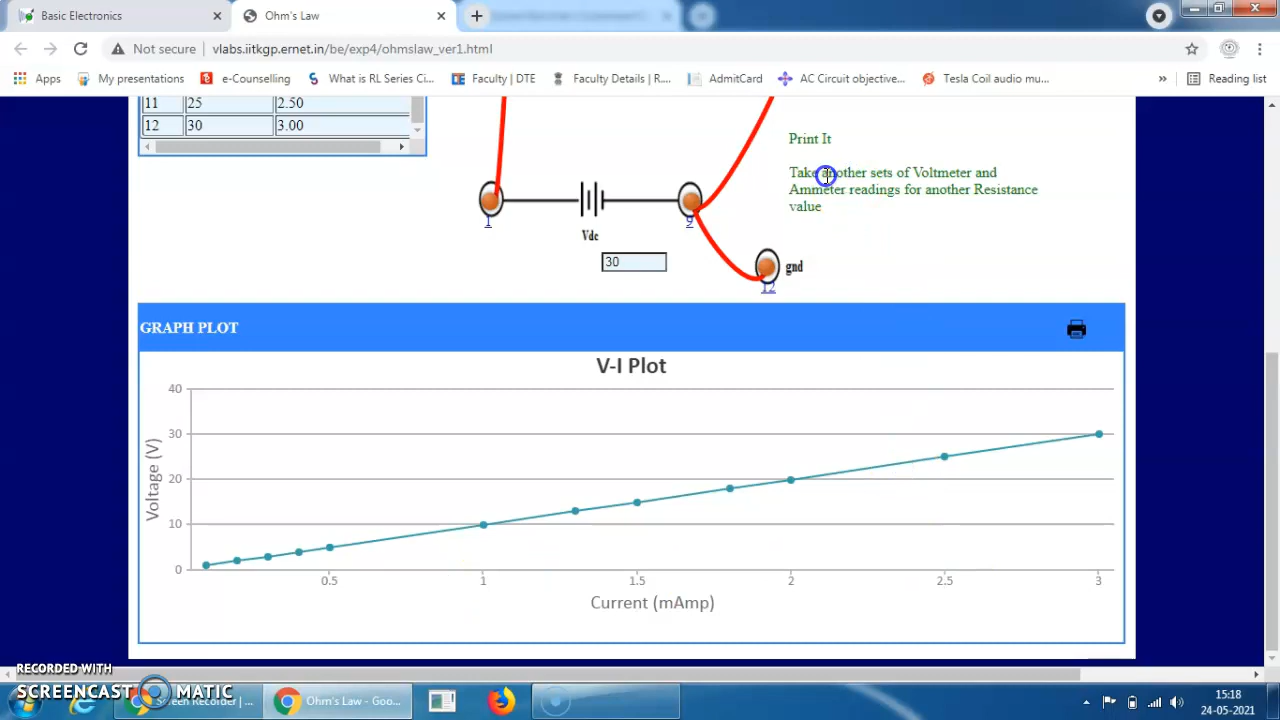 Basic Electronics
Ohm's Law
Not secure
vlabs.iitkgp.ernet.in/be/exp4/ohmslaw_ver1.html
Apps
My presentations
e-Counselling
What is RL Series Ci...
Faculty | DTE
Faculty Details | R....
AdmitCard
AC Circuit objective...
Tesla Coil audio mu...
»
Reading list
11 25 2.50
12 30 3.00
Print It
Take another sets of Voltmeter and
Ammeter readings for another Resistance
value
1
9
Vdc
30
gnd
12
GRAPH PLOT
V-I Plot
40
30
20
10
0
Voltage (V)
0.5 1 1.5 2 2.5 3
Current (mAmp)
RECORDED WITH
SCREENCAST MATIC
Screen Recorder | ...
Ohm's Law - Goo...
15:18
24-05-2021